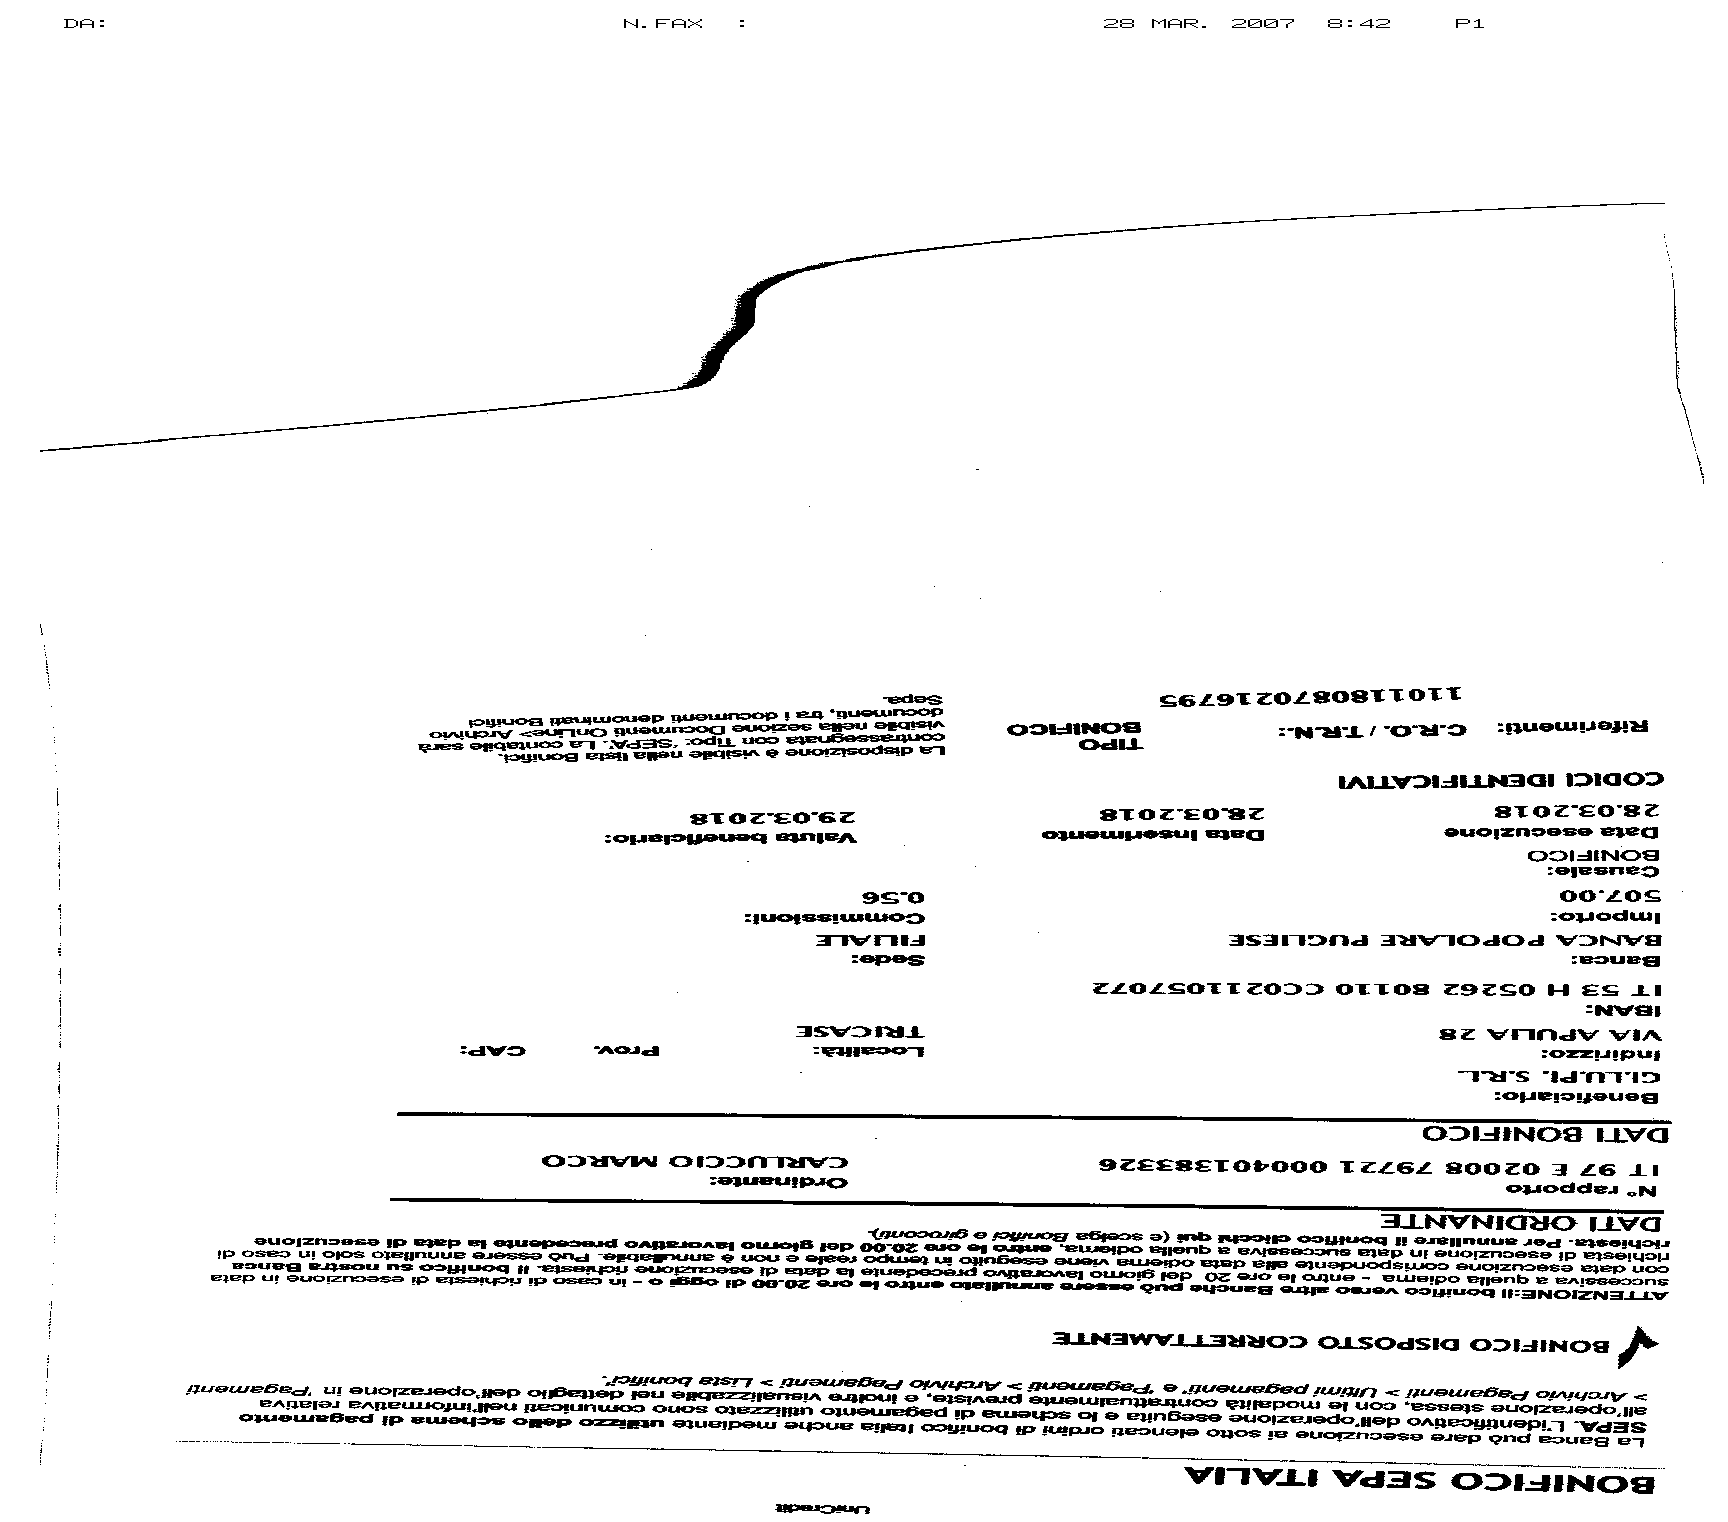 DA: N.FAX : 28 MAR. 2007 8:42 P1
UniCredit
BONIFICO SEPA ITALIA
La Banca può dare esecuzione ai sotto elencati ordini di bonifico Italia anche mediante utilizzo dello schema di pagamento
SEPA. L'identificativo dell'operazione eseguita e lo schema di pagamento utilizzato sono comunicati nell'informativa relativa
all'operazione stessa, con le modalità contrattualmente previste, e inoltre visualizzabile nel dettaglio dell'operazione in "Pagamenti
> Archivio Pagamenti > Ultimi pagamenti" e "Pagamenti > Archivio Pagamenti > Lista bonifici".
BONIFICO DISPOSTO CORRETTAMENTE
ATTENZIONE:Il bonifico verso altre Banche può essere annullato entro le ore 20.00 di oggi o - in caso di richiesta di esecuzione in data
successiva a quella odierna - entro le ore 20 del giorno lavorativo precedente la data di esecuzione richiesta. Il bonifico su nostra Banca
con data esecuzione corrispondente alla data odierna viene eseguito in tempo reale e non è annullabile. Può essere annullato solo in caso di
richiesta di esecuzione in data successiva a quella odierna, entro le ore 20.00 del giorno lavorativo precedente la data di esecuzione
richiesta. Per annullare il bonifico clicchi qui (e scelga Bonifici e giroconti).
DATI ORDINANTE
N° rapporto Ordinante:
IT 97 E 02008 79721 000401383326 CARLUCCIO MARCO
DATI BONIFICO
Beneficiario:
GI.LU.PI. S.R.L.
Indirizzo: Località: Prov. CAP:
VIA APULIA 28 TRICASE
IBAN:
IT 53 H 05262 80110 CC0211057072
Banca: Sede:
BANCA POPOLARE PUGLIESE FILIALE
Importo: Commissioni:
507.00 0.56
Causale:
BONIFICO
Data esecuzione Data inserimento Valuta beneficiario:
28.03.2018 28.03.2018 29.03.2018
CODICI IDENTIFICATIVI
Riferimenti: C.R.O. / T.R.N.:
1101180870216795
TIPO
BONIFICO
La disposizione è visibile nella lista Bonifici,
contrassegnata con Tipo: "SEPA". La contabile sarà
visibile nella sezione Documenti OnLine> Archivio
documenti, tra i documenti denominati Bonifici
Sepa.